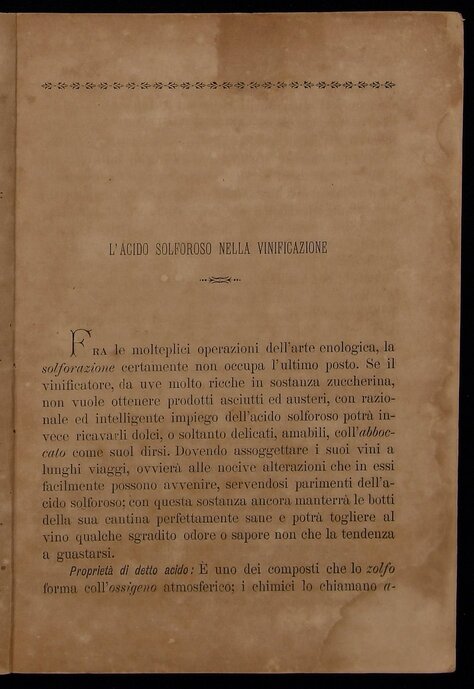 L'ACIDO SOLFOROSO NELLA VINIFICAZIONE
FRA le molteplici operazioni dell'arte enologica, la
solforazione certamente non occupa l'ultimo posto. Se il
vinificatore, da uve molto ricche in sostanza zuccherina,
non vuole ottenere prodotti asciutti ed austeri, con razio-
nale ed intelligente impiego dell'acido solforoso potrà in-
vece ricavarli dolci, o soltanto delicati, amabili, coll'abboc-
cato come suol dirsi. Dovendo assoggettare i suoi vini a
lunghi viaggi, ovvierà alle nocive alterazioni che in essi
facilmente possono avvenire, servendosi parimenti dell'a-
cido solforoso; con questa sostanza ancora manterrà le botti
della sua cantina perfettamente sane e potrà togliere al
vino qualche sgradito odore o sapore non che la tendenza
a guastarsi.
Proprietà di detto acido: È uno dei composti che lo zolfo
forma coll'ossigeno atmosferico; i chimici lo chiamano a-